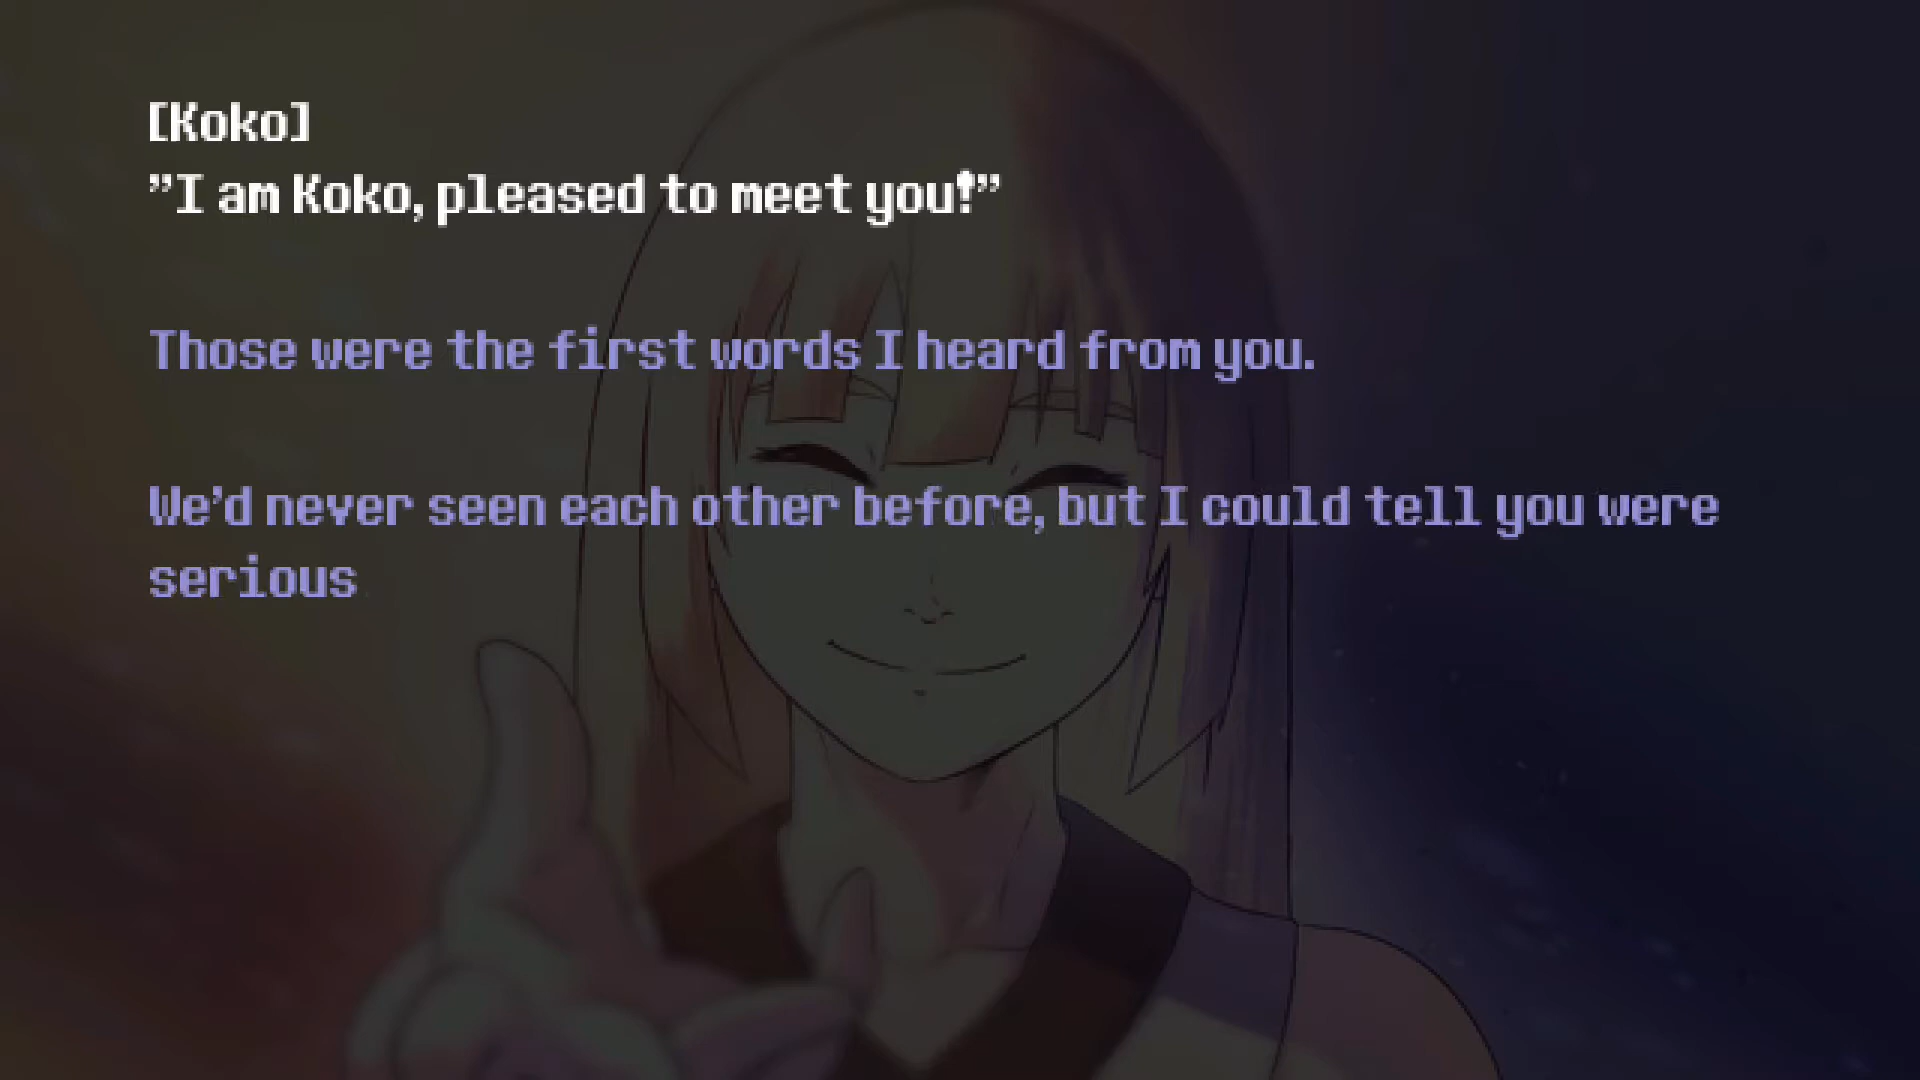 [Koko]
”I am Koko, pleased to meet you!”
Those were the first words I heard from you.
We’d never seen each other before, but I could tell you were
serious